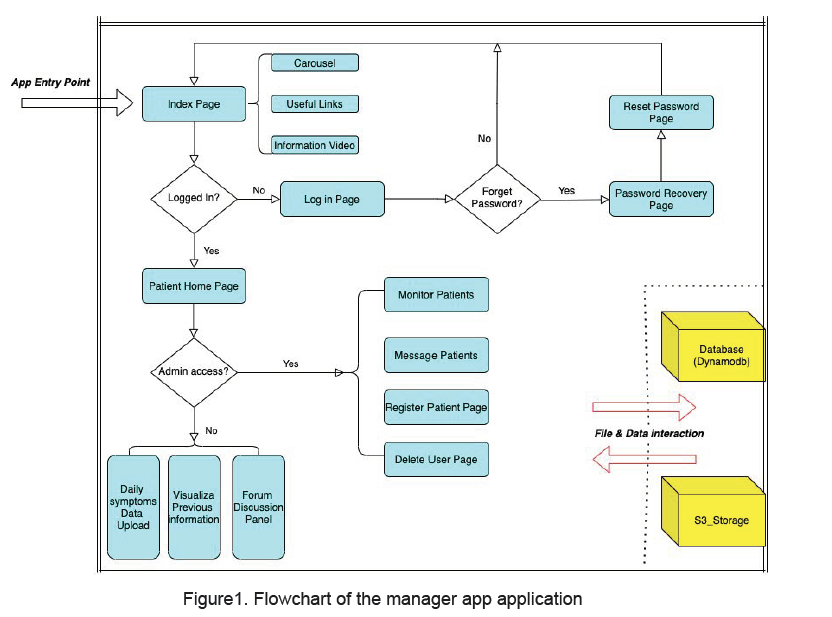 Carousel
App Entry Point
Index Page
Useful Links
Reset Password
Page
Information Video
No
Logged In?
No
Log in Page
Forget
Password?
Yes
Password Recovery
Page
Yes
Patient Home Page
Monitor Patients
Database
(Dynamodb)
Message Patients
Admin access?
Yes
Register Patient Page
No
File & Data interaction
Delete User Page
Daily
symptoms
Data
Upload
Visualiza
Previous
information
Forum
Discussion
Panel
S3_Storage
Figure1. Flowchart of the manager app application